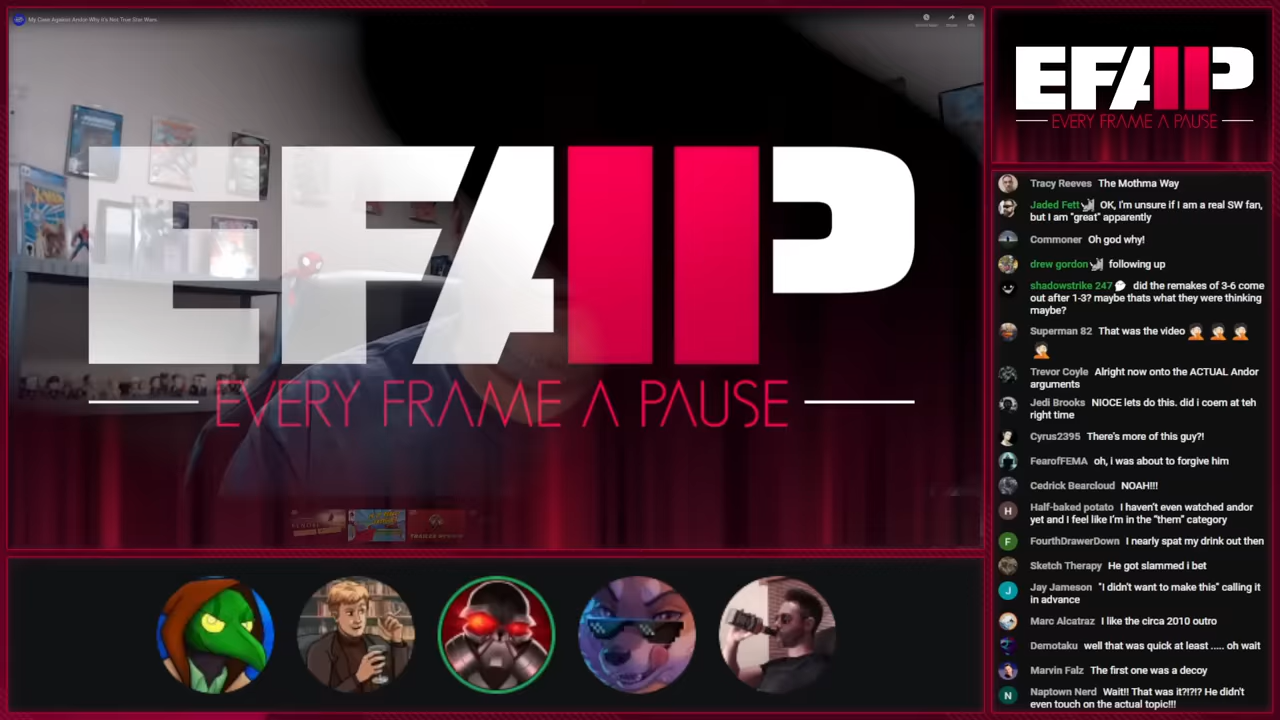 My Case Against Andor: Why It's Not True Star Wars.
EFAP
EVERY FRAME A PAUSE
EFAP
EVERY FRAME A PAUSE
Tracy Reeves The Mothma Way
Jaded Fett OK, I'm unsure if I am a real SW fan,
but I am "great" apparently
Commoner Oh god why!
drew gordon following up
shadowstrike 247 did the remakes of 3-6 come
out after 1-3? maybe thats what they were thinking
maybe?
Superman 82 That was the video
Trevor Coyle Alright now onto the ACTUAL Andor
arguments
Jedi Brooks NIOCE lets do this. did i coem at teh
right time
Cyrus2395 There's more of this guy?!
FearofFEMA oh, i was about to forgive him
Cedrick Bearcloud NOAH!!!
H Half-baked potato I haven't even watched andor
yet and I feel like I'm in the "them" category
F FourthDrawerDown I nearly spat my drink out then
Sketch Therapy He got slammed i bet
J Jay Jameson "I didn't want to make this" calling it
in advance
Marc Alcatraz I like the circa 2010 outro
Demotaku well that was quick at least ..... oh wait
Marvin Falz The first one was a decoy
N Naptown Nerd Wait!! That was it?!?!? He didn't
even touch on the actual topic!!!